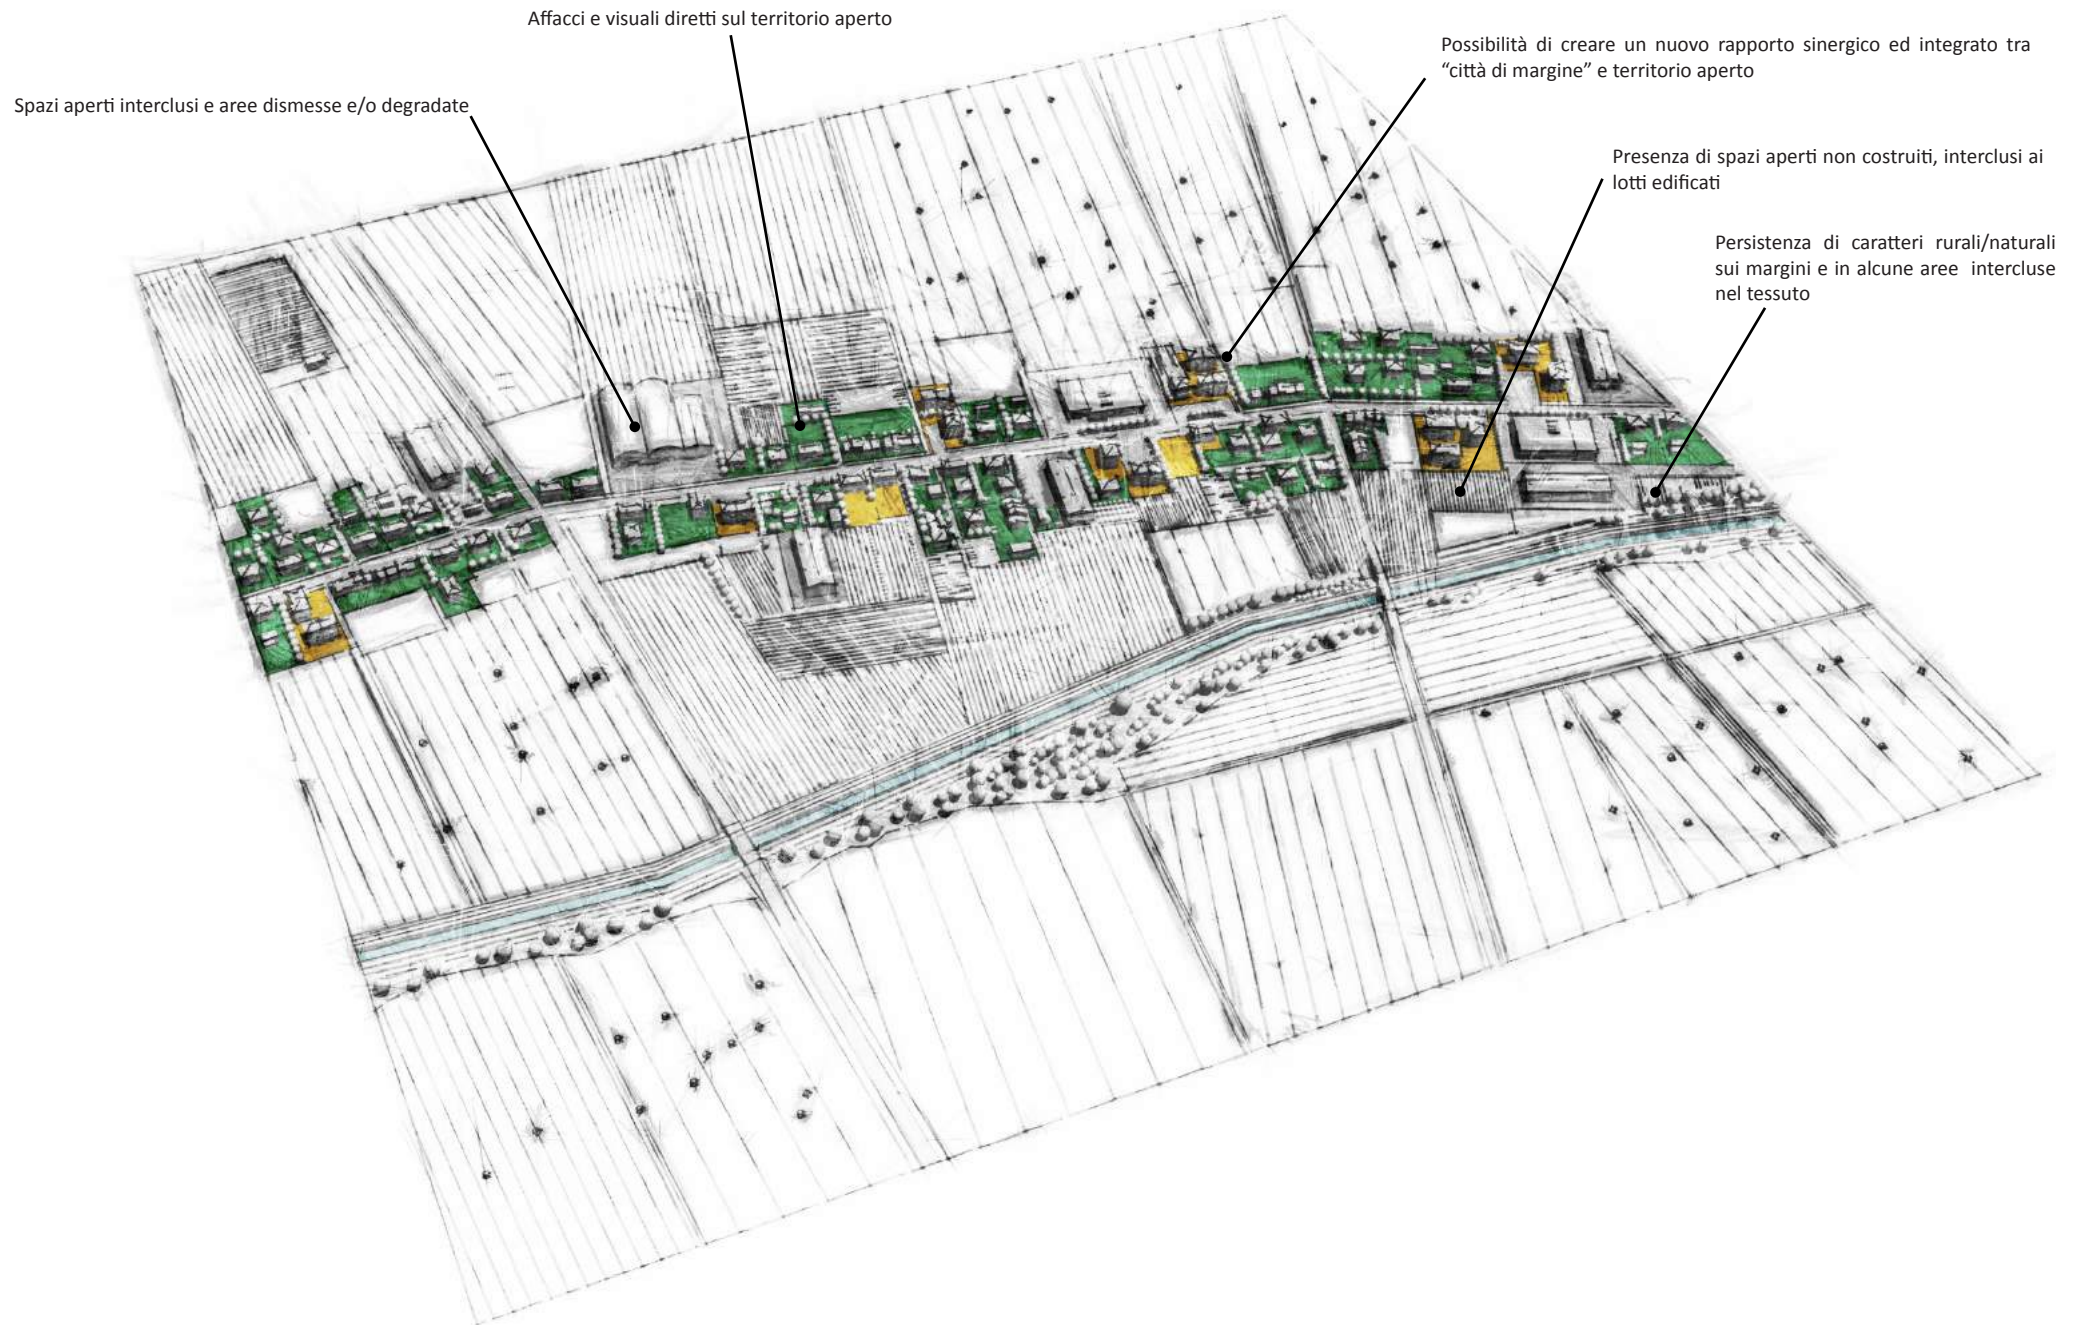 Affacci e visuali diretti sul territorio aperto
Possibilità di creare un nuovo rapporto sinergico ed integrato tra
“città di margine” e territorio aperto
Spazi aperti interclusi e aree dismesse e/o degradate
Presenza di spazi aperti non costruiti, interclusi ai
lotti edificati
Persistenza di caratteri rurali/naturali
sui margini e in alcune aree intercluse
nel tessuto